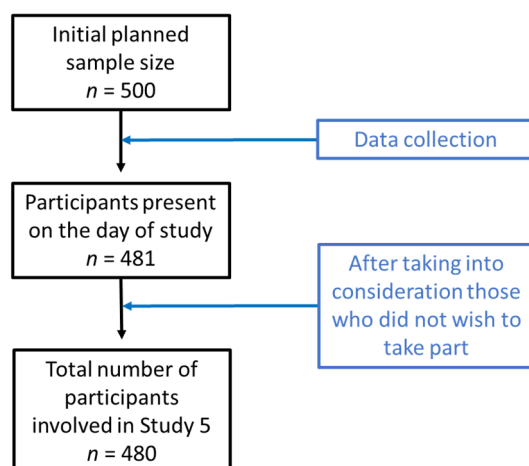 Initial planned
sample size
n = 500
Data collection
Participants present
on the day of study
n = 481
After taking into
consideration those
who did not wish to
take part
Total number of
participants
involved in Study 5
n = 480